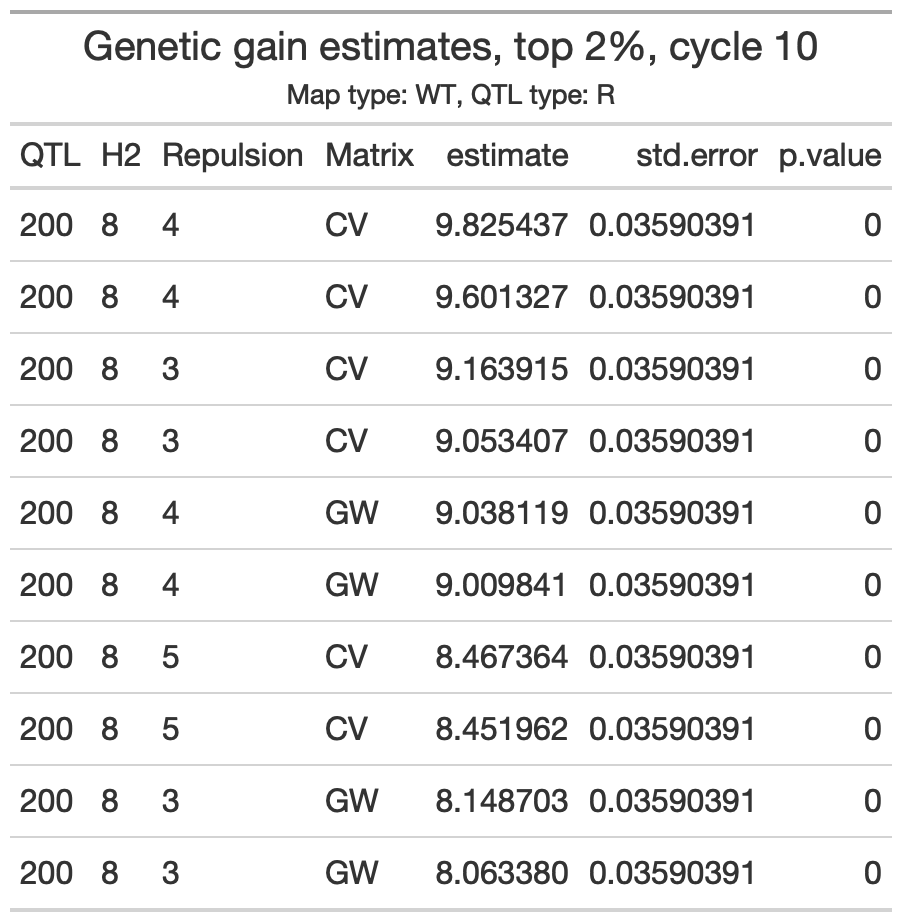 Genetic gain estimates, top 2%, cycle 10
Map type: WT, QTL type: R
QTL H2 Repulsion Matrix estimate std.error p.value
200 8 4 CV 9.825437 0.03590391 0
200 8 4 CV 9.601327 0.03590391 0
200 8 3 CV 9.163915 0.03590391 0
200 8 3 CV 9.053407 0.03590391 0
200 8 4 GW 9.038119 0.03590391 0
200 8 4 GW 9.009841 0.03590391 0
200 8 5 CV 8.467364 0.03590391 0
200 8 5 CV 8.451962 0.03590391 0
200 8 3 GW 8.148703 0.03590391 0
200 8 3 GW 8.063380 0.03590391 0